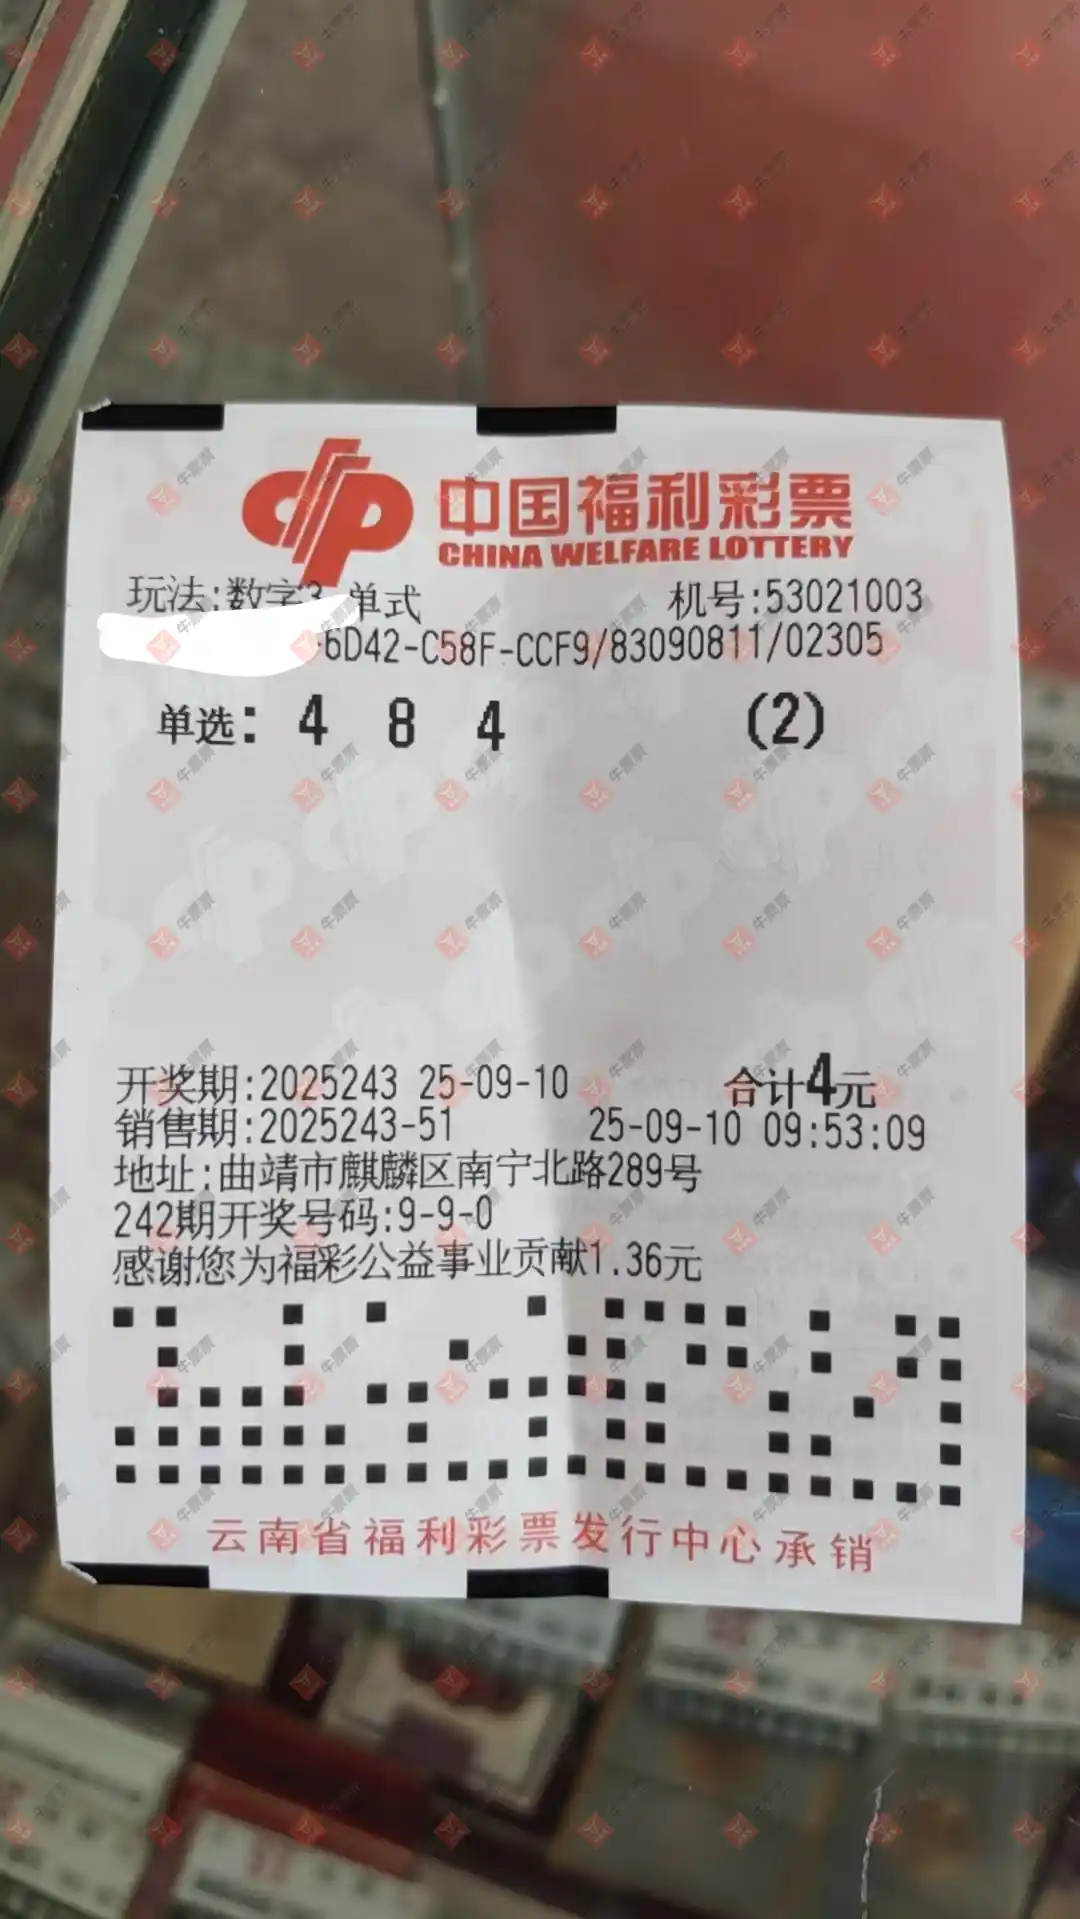 中国福利彩票
CHINA WELFARE LOTTERY
玩法:数字3 单式 机号:53021003
6D42-C58F-CCF9/83090811/02305
单选: 4 8 4 (2)
开奖期:2025243 25-09-10 合计4元
销售期:2025243-51 25-09-10 09:53:09
地址:曲靖市麒麟区南宁北路289号
242期开奖号码:9-9-0
感谢您为福彩公益事业贡献1.36元
云南省福利彩票发行中心承销
牛票票